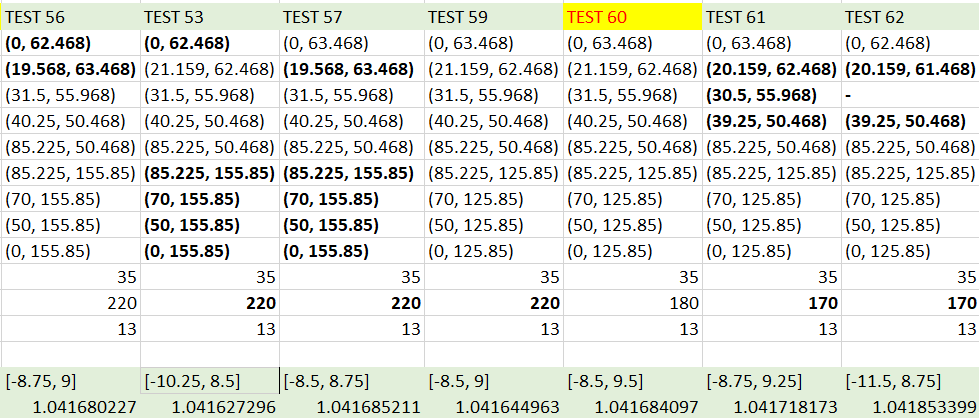 TEST 56 TEST 53 TEST 57 TEST 59 TEST 60 TEST 61 TEST 62
(0, 62.468) (0, 62.468) (0, 63.468) (0, 63.468) (0, 63.468) (0, 63.468) (0, 62.468)
(19.568, 63.468) (21.159, 62.468) (19.568, 63.468) (21.159, 62.468) (21.159, 62.468) (20.159, 62.468) (20.159, 61.468)
(31.5, 55.968) (31.5, 55.968) (31.5, 55.968) (31.5, 55.968) (31.5, 55.968) (30.5, 55.968) -
(40.25, 50.468) (40.25, 50.468) (40.25, 50.468) (40.25, 50.468) (40.25, 50.468) (39.25, 50.468) (39.25, 50.468)
(85.225, 50.468) (85.225, 50.468) (85.225, 50.468) (85.225, 50.468) (85.225, 50.468) (85.225, 50.468) (85.225, 50.468)
(85.225, 155.85) (85.225, 155.85) (85.225, 155.85) (85.225, 125.85) (85.225, 125.85) (85.225, 125.85) (85.225, 125.85)
(70, 155.85) (70, 155.85) (70, 155.85) (70, 125.85) (70, 125.85) (70, 125.85) (70, 125.85)
(50, 155.85) (50, 155.85) (50, 155.85) (50, 125.85) (50, 125.85) (50, 125.85) (50, 125.85)
(0, 155.85) (0, 155.85) (0, 155.85) (0, 125.85) (0, 125.85) (0, 125.85) (0, 125.85)
35 35 35 35 35 35 35
220 220 220 220 180 170 170
13 13 13 13 13 13 13
[-8.75, 9] [-10.25, 8.5] [-8.5, 8.75] [-8.5, 9] [-8.5, 9.5] [-8.75, 9.25] [-11.5, 8.75]
1.041680227 1.041627296 1.041685211 1.041644963 1.041684097 1.041718173 1.041853399